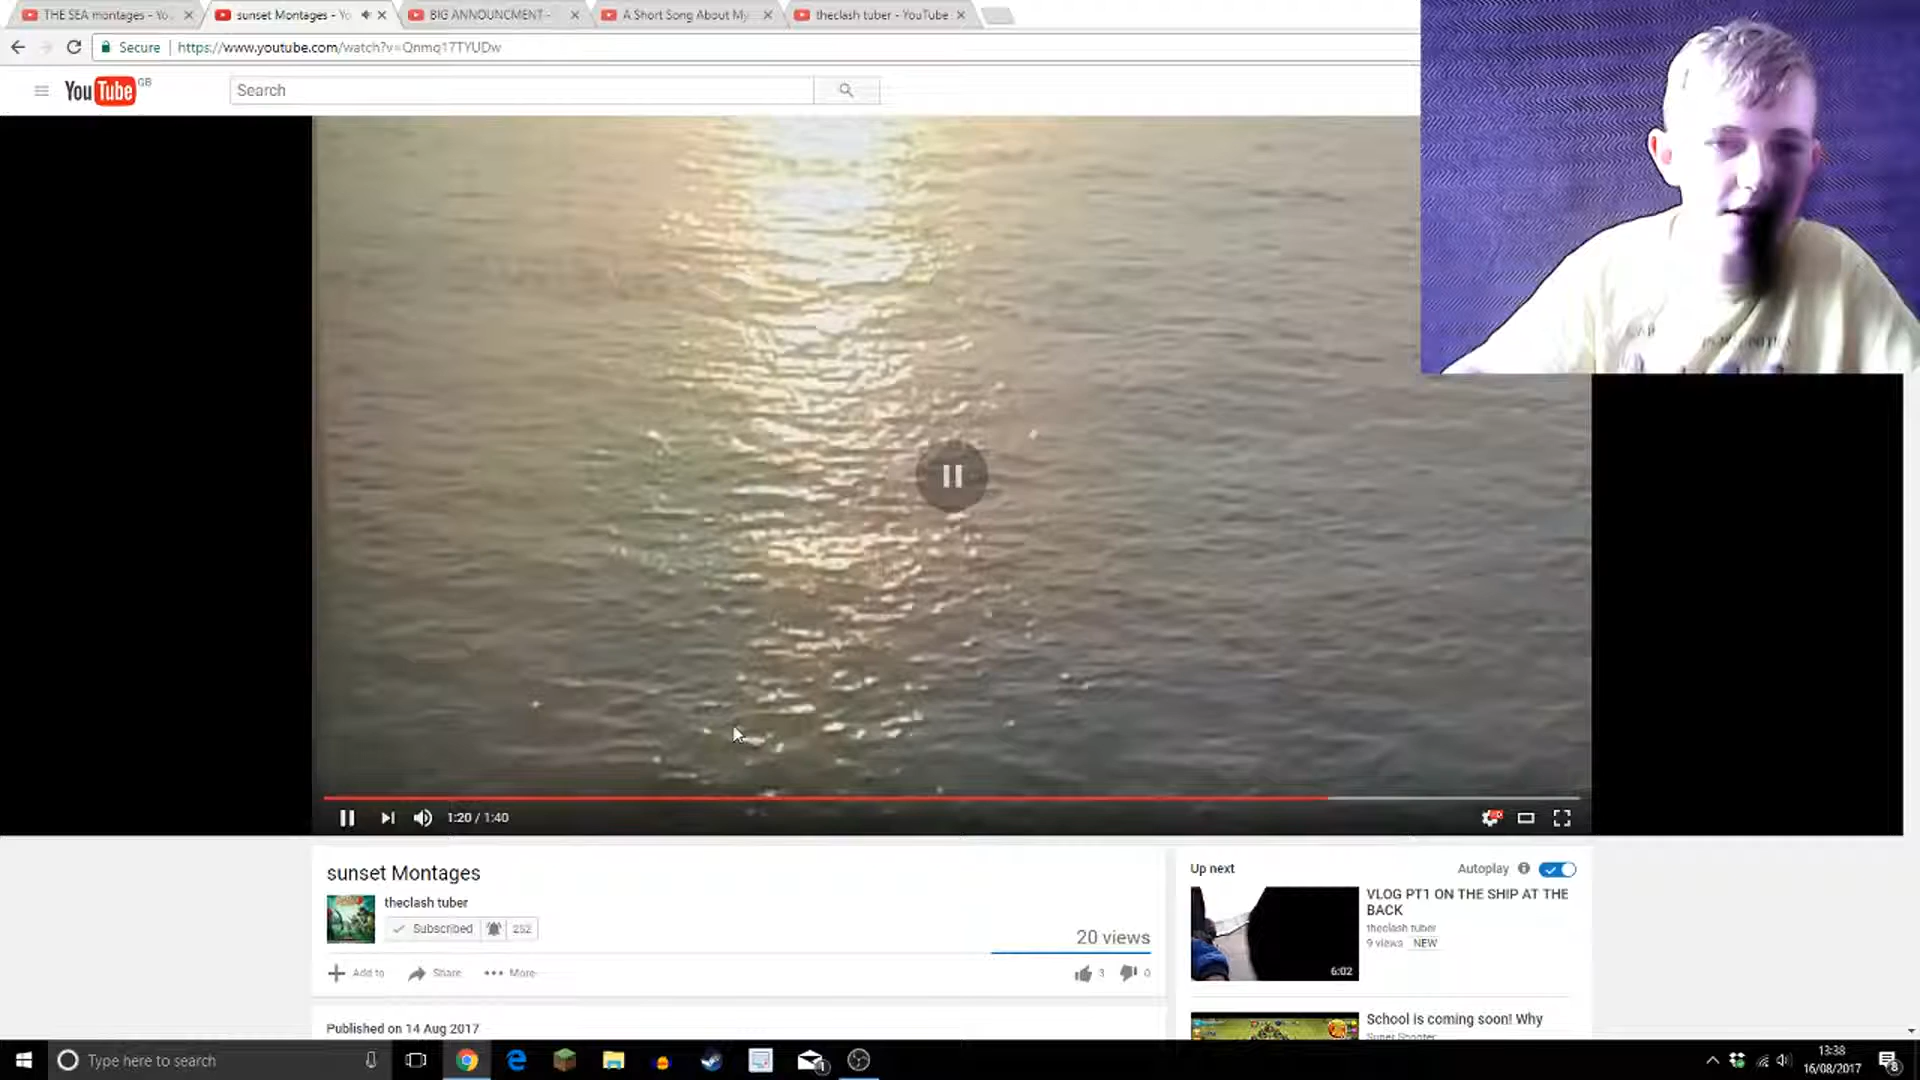 THE SEA montages - Yo
sunset Montages - Yo
BIG ANNOUNCMENT -
A Short Song About My
theclash tuber - YouTube
Secure
https://www.youtube.com/watch?v=Qnmq17TYUDw
YouTube GB
Search
1:20 / 1:40
HD
sunset Montages
theclash tuber
Subscribed 252
20 views
Add to
Share
More
3
0
Published on 14 Aug 2017
Up next
Autoplay
VLOG PT1 ON THE SHIP AT THE
BACK
theclash tuber
9 views NEW
6:02
School is coming soon! Why
Super Shooter
Type here to search
13:38
16/08/2017
8